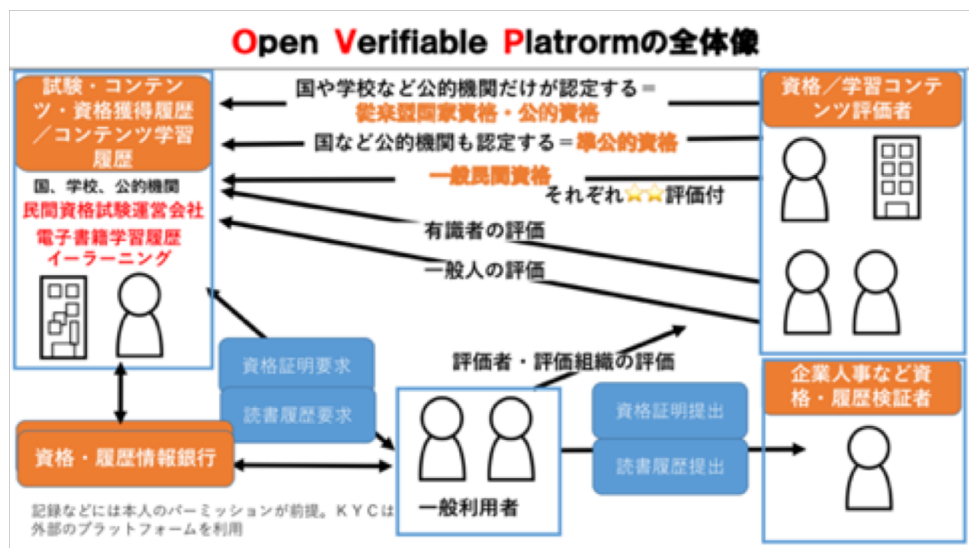 Open Verifiable Platrormの全体像
試験・コンテン
ツ・資格獲得履歴
／コンテンツ学習
履歴
国、学校、公的機関
民間資格試験運営会社
電子書籍学習履歴
イーラーニング
国や学校など公的機関だけが認定する＝
従来型国家資格・公的資格
国など公的機関も認定する＝準公的資格
一般民間資格
それぞれ⭐⭐評価付
有識者の評価
一般人の評価
資格／学習コンテ
ンツ評価者
資格証明要求
読書履歴要求
評価者・評価組織の評価
資格証明提出
読書履歴提出
企業人事など資
格・履歴検証者
資格・履歴情報銀行
一般利用者
記録などには本人のパーミッションが前提。ＫＹＣは
外部のプラットフォームを利用